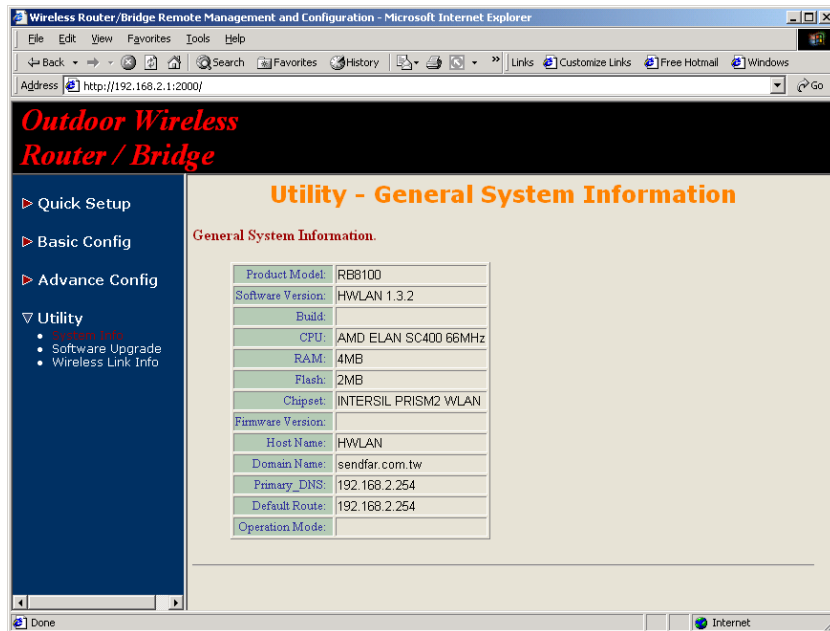 Wireless Router/Bridge Remote Management and Configuration - Microsoft Internet Explorer
File Edit View Favorites Tools Help
Back Search Favorites History » Links Customize Links Free Hotmail Windows
Address http://192.168.2.1:2000/ Go
Outdoor Wireless
Router / Bridge
Quick Setup
Basic Config
Advance Config
Utility
System Info
Software Upgrade
Wireless Link Info
Utility - General System Information
General System Information.
Product Model: RB8100
Software Version: HWLAN 1.3.2
Build:
CPU: AMD ELAN SC400 66MHz
RAM: 4MB
Flash: 2MB
Chipset: INTERSIL PRISM2 WLAN
Firmware Version:
Host Name: HWLAN
Domain Name: sendfar.com.tw
Primary_DNS: 192.168.2.254
Default Route: 192.168.2.254
Operation Mode:
Done Internet